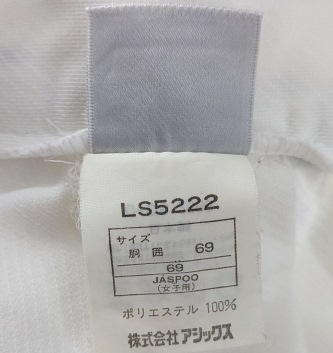 LS5222
サイズ
胴囲 69
69
JASPOO
(女子用)
ポリエステル 100%
株式会社アシックス